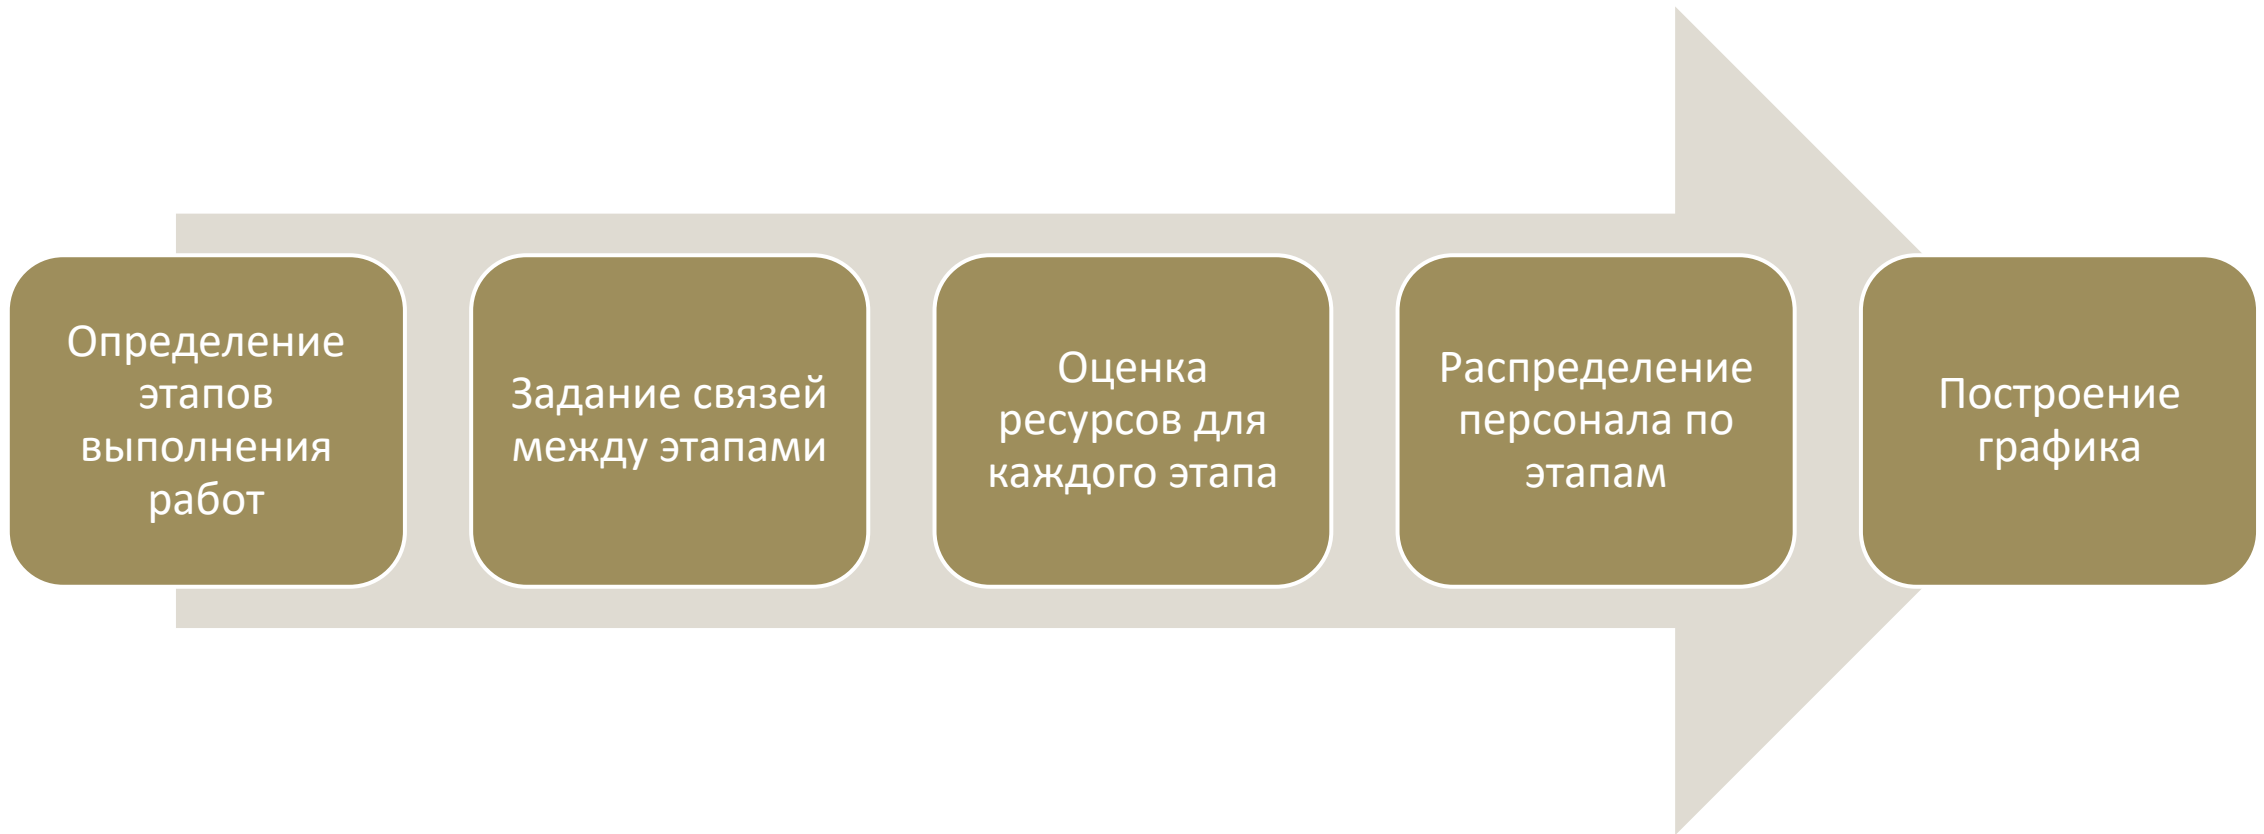 Определение
этапов
выполнения
работ
Задание связей
между этапами
Оценка
ресурсов для
каждого этапа
Распределение
персонала по
этапам
Построение
графика